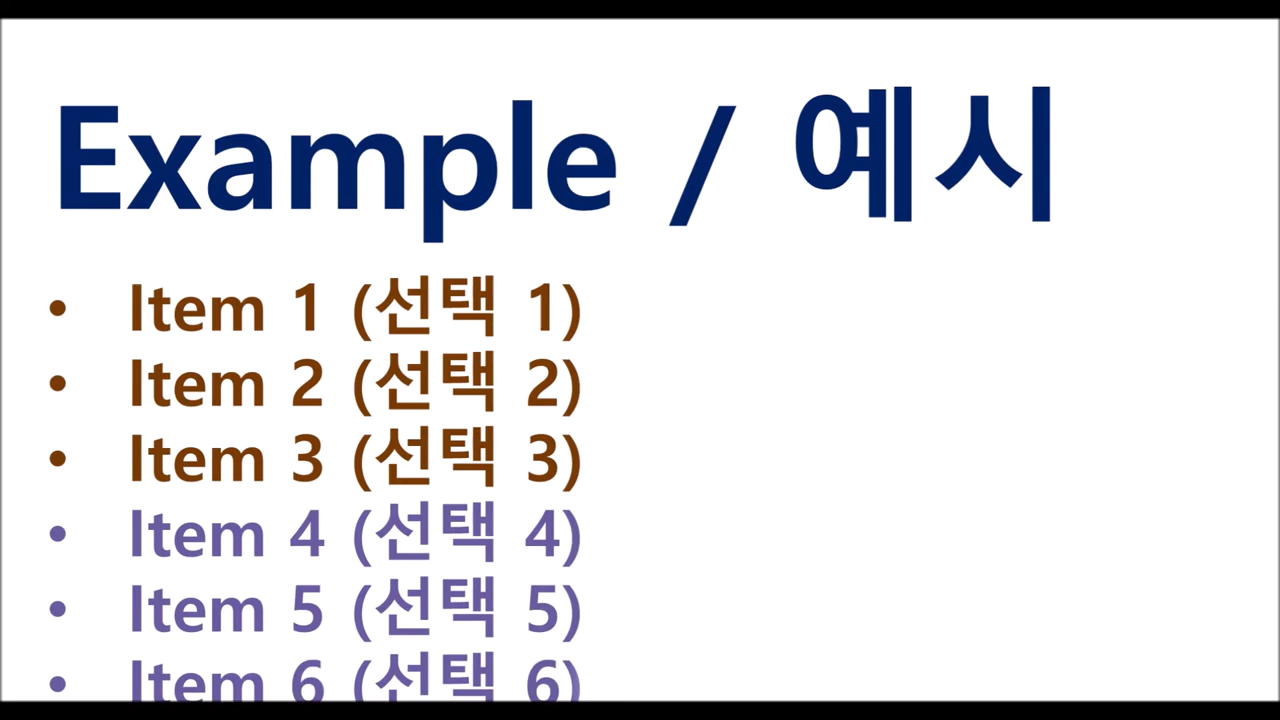 Example / 예시
• Item 1 (선택 1)
• Item 2 (선택 2)
• Item 3 (선택 3)
• Item 4 (선택 4)
• Item 5 (선택 5)
• Item 6 (선택 6)